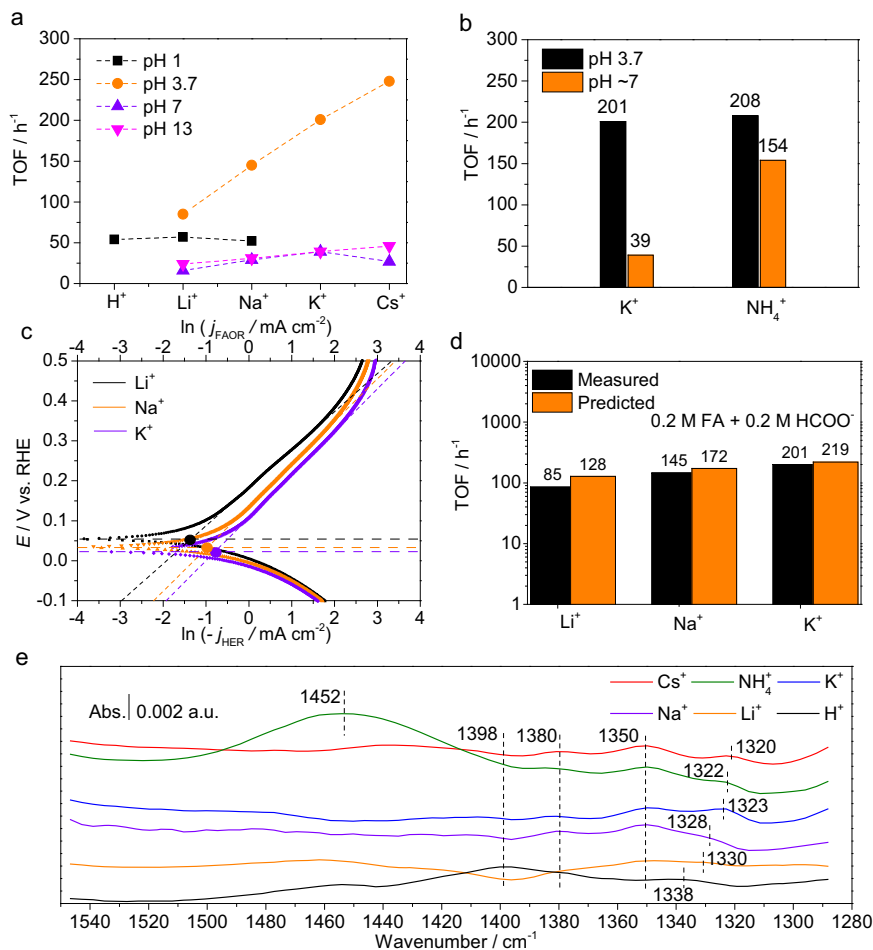 a
300
250
200
150
100
50
0
TOF / h⁻¹
pH 1
pH 3.7
pH 7
pH 13
H⁺ Li⁺ Na⁺ K⁺ Cs⁺
b
300
250
200
150
100
50
0
TOF / h⁻¹
pH 3.7
pH ~7
201 208
154
39
K⁺ NH₄⁺
c
ln ( j_FAOR / mA cm⁻²)
-4 -3 -2 -1 0 1 2 3 4
0.5
0.4
0.3
0.2
0.1
0.0
-0.1
E / V vs. RHE
Li⁺
Na⁺
K⁺
-4 -3 -2 -1 0 1 2 3 4
ln (- j_HER / mA cm⁻²)
d
10000
1000
100
10
1
TOF / h⁻¹
Measured
Predicted
0.2 M FA + 0.2 M HCOO⁻
85 128 145 172 201 219
Li⁺ Na⁺ K⁺
e
Abs. 0.002 a.u.
Cs⁺ NH₄⁺ K⁺
Na⁺ Li⁺ H⁺
1452
1398 1380 1350
1320
1322
1323
1328
1330
1338
1540 1520 1500 1480 1460 1440 1420 1400 1380 1360 1340 1320 1300 1280
Wavenumber / cm⁻¹